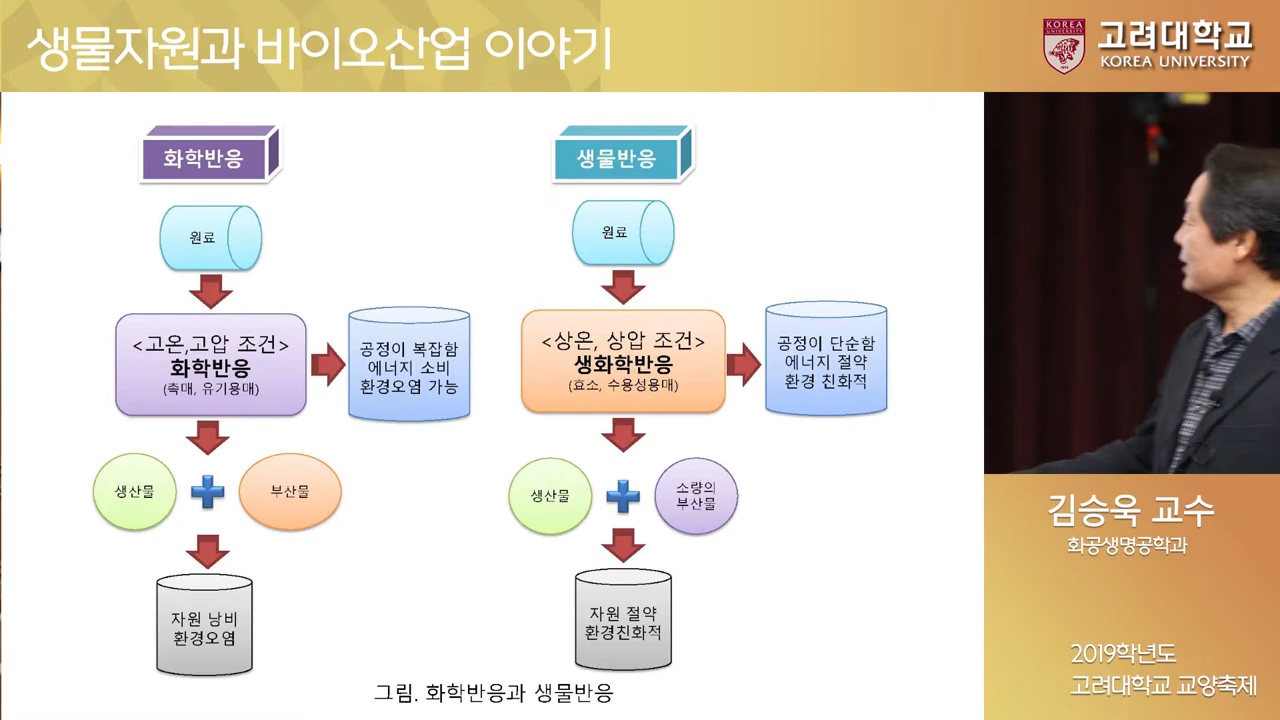 생물자원과 바이오산업 이야기
KOREA
UNIVERSITY
고려대학교
KOREA UNIVERSITY
화학반응
원료
<고온,고압 조건>
화학반응
(촉매, 유기용매)
공정이 복잡함
에너지 소비
환경오염 가능
생산물
부산물
자원 낭비
환경오염
생물반응
원료
<상온, 상압 조건>
생화학반응
(효소, 수용성용매)
공정이 단순함
에너지 절약
환경 친화적
생산물
소량의
부산물
자원 절약
환경친화적
그림. 화학반응과 생물반응
김승욱 교수
화공생명공학과
2019학년도
고려대학교 교양축제